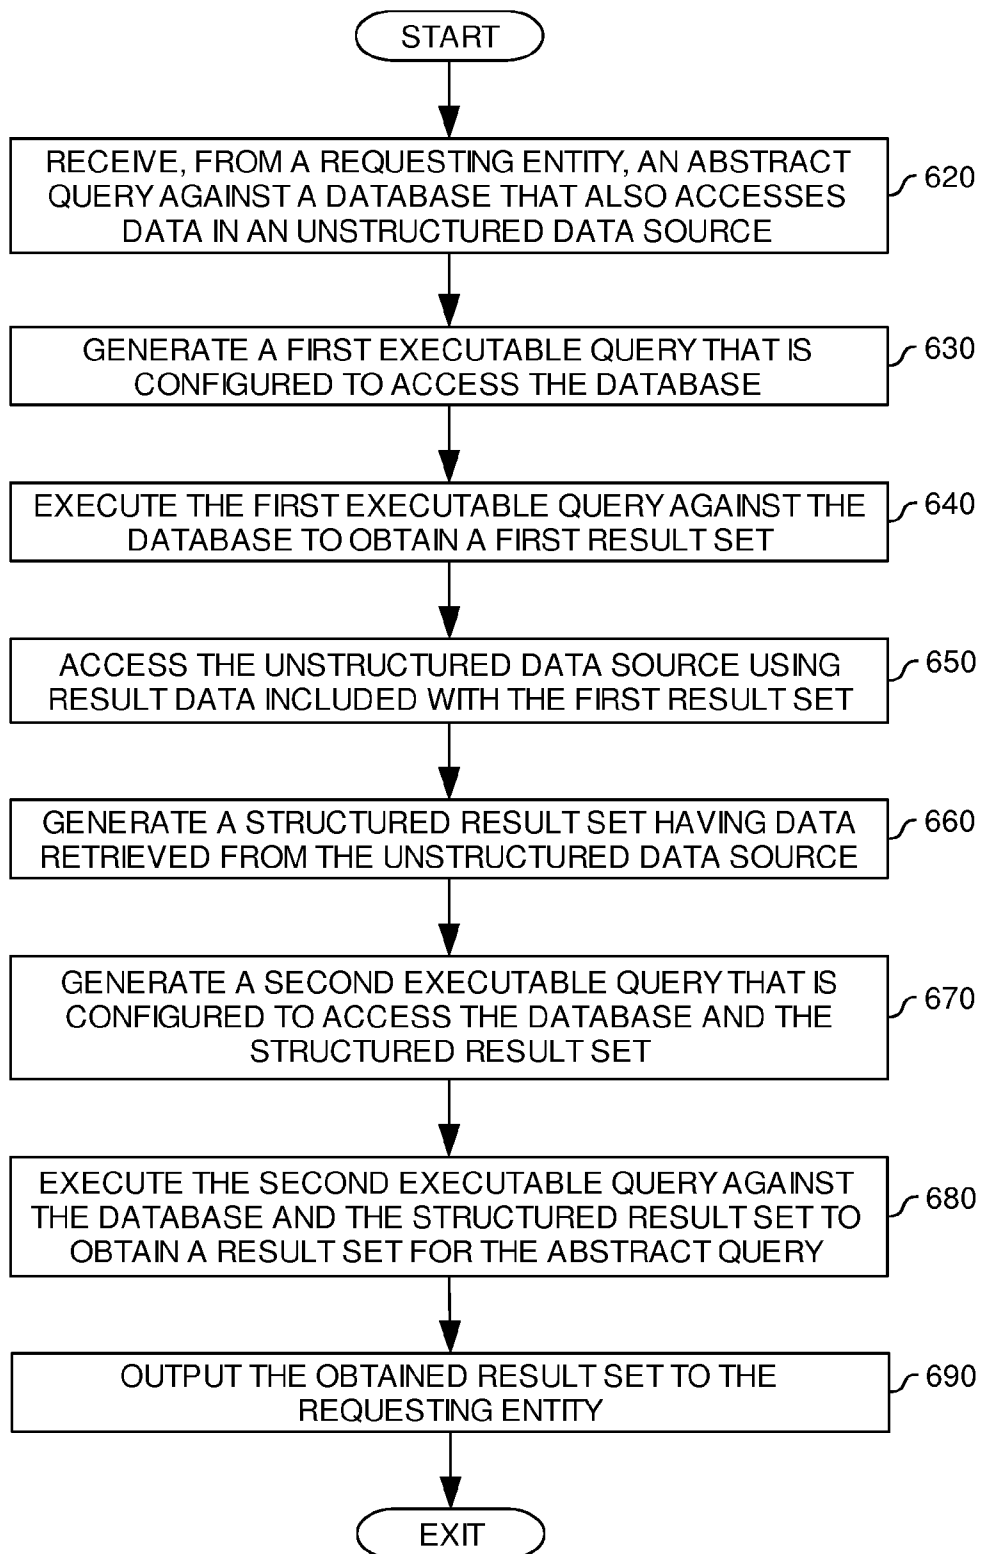 START
RECEIVE, FROM A REQUESTING ENTITY, AN ABSTRACT
QUERY AGAINST A DATABASE THAT ALSO ACCESSES
DATA IN AN UNSTRUCTURED DATA SOURCE
620
GENERATE A FIRST EXECUTABLE QUERY THAT IS
CONFIGURED TO ACCESS THE DATABASE
630
EXECUTE THE FIRST EXECUTABLE QUERY AGAINST THE
DATABASE TO OBTAIN A FIRST RESULT SET
640
ACCESS THE UNSTRUCTURED DATA SOURCE USING
RESULT DATA INCLUDED WITH THE FIRST RESULT SET
650
GENERATE A STRUCTURED RESULT SET HAVING DATA
RETRIEVED FROM THE UNSTRUCTURED DATA SOURCE
660
GENERATE A SECOND EXECUTABLE QUERY THAT IS
CONFIGURED TO ACCESS THE DATABASE AND THE
STRUCTURED RESULT SET
670
EXECUTE THE SECOND EXECUTABLE QUERY AGAINST
THE DATABASE AND THE STRUCTURED RESULT SET TO
OBTAIN A RESULT SET FOR THE ABSTRACT QUERY
680
OUTPUT THE OBTAINED RESULT SET TO THE
REQUESTING ENTITY
690
EXIT